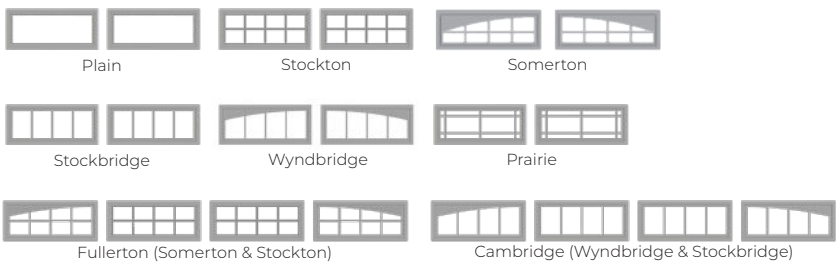 Plain
Stockton
Somerton
Stockbridge
Wyndbridge
Prairie
Fullerton (Somerton & Stockton)
Cambridge (Wyndbridge & Stockbridge)